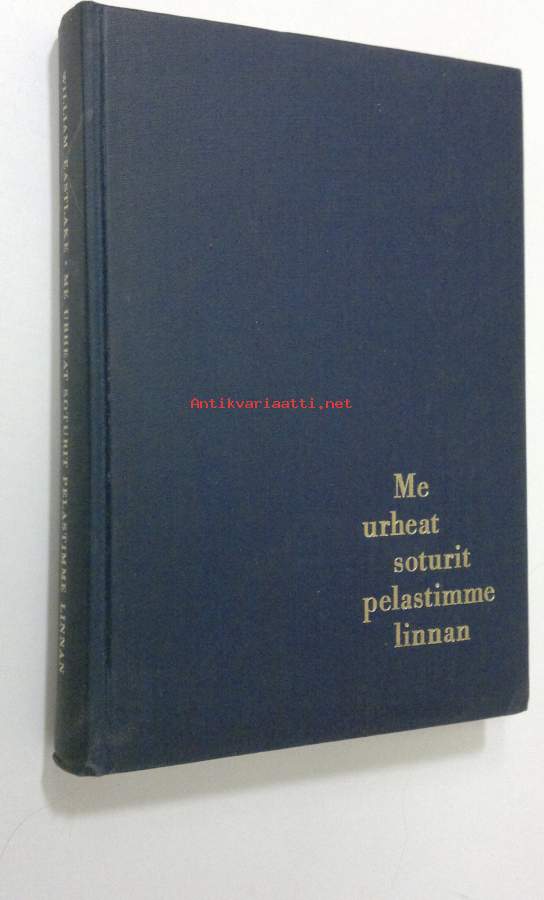 WILLIAM EASTLAKE · ME URHEAT SOTURIT PELASTIMME LINNAN
Antikvariaatti.net
Me
urheat
soturit
pelastimme
linnan